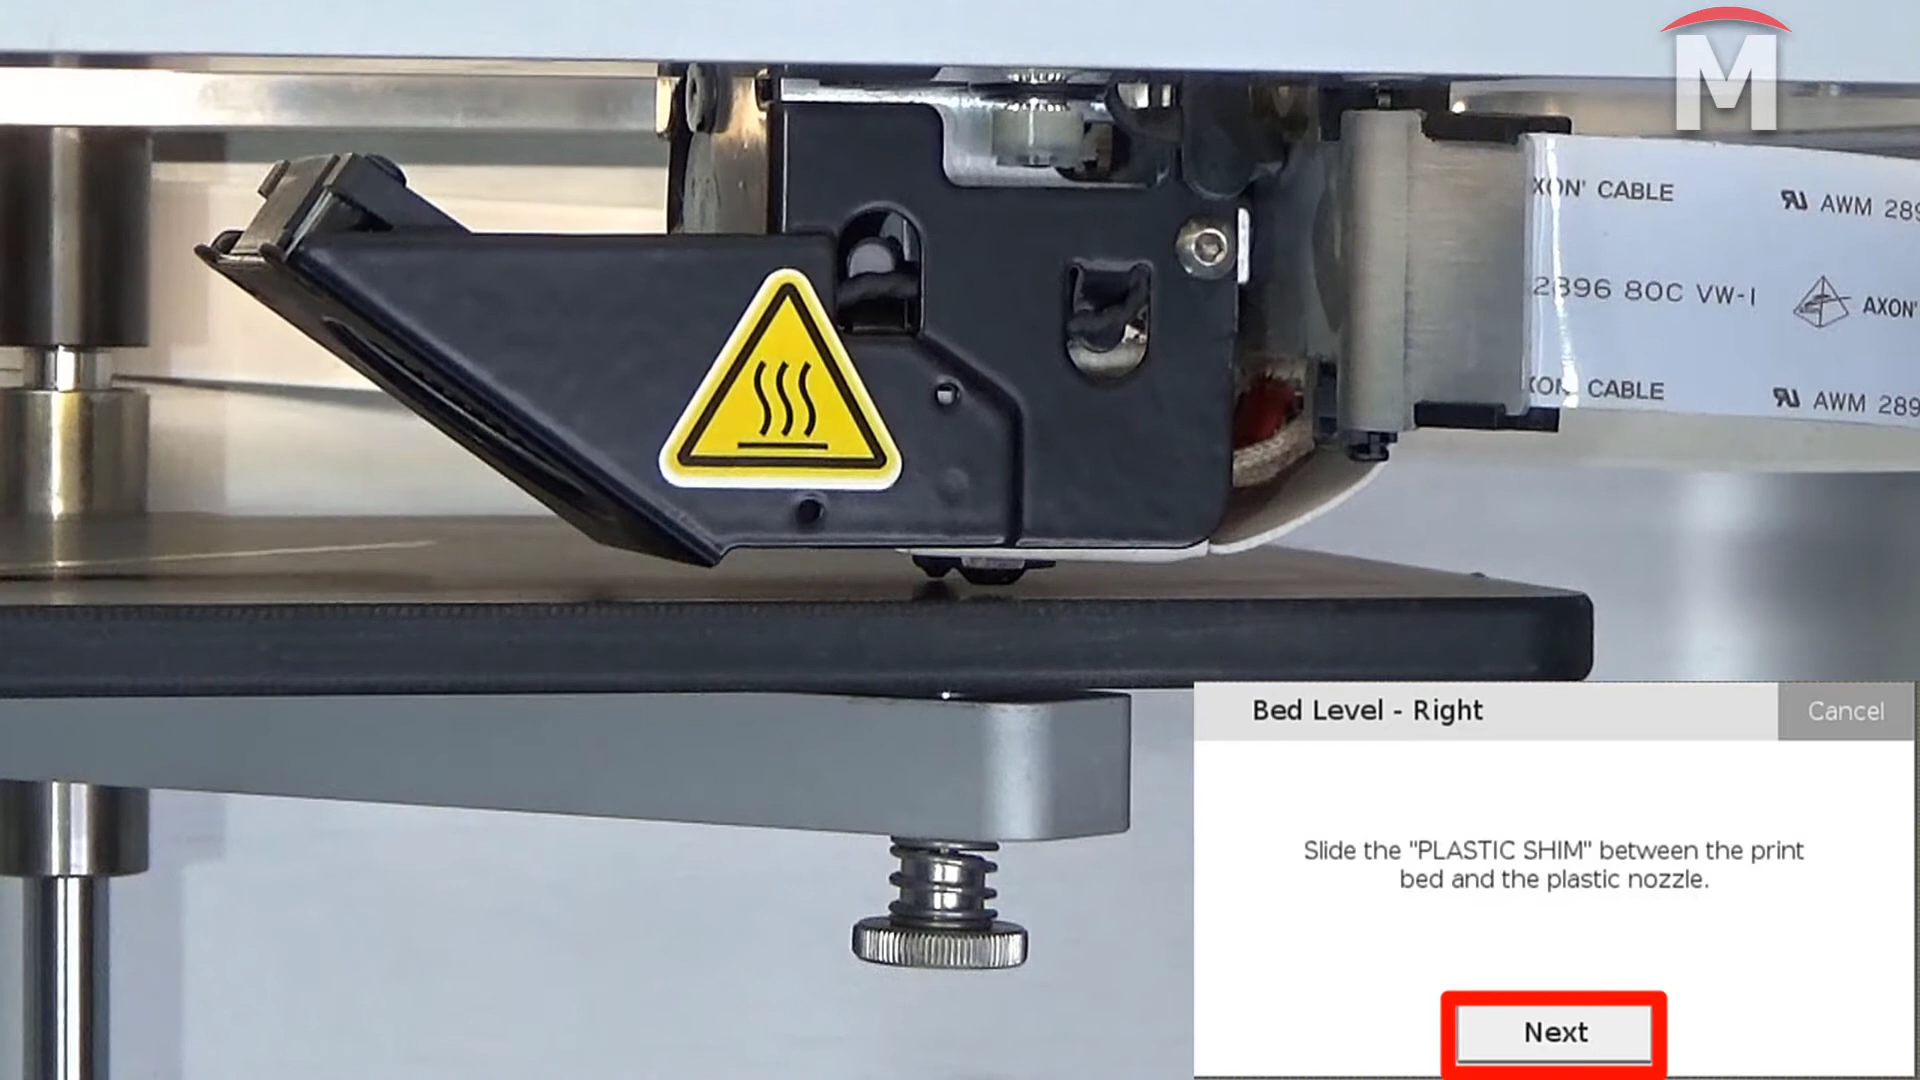 M
XON' CABLE
AWM 289
2896 80C VW-1
AXON'
XON CABLE
AWM 289
Bed Level - Right
Cancel
Slide the "PLASTIC SHIM" between the print
bed and the plastic nozzle.
Next